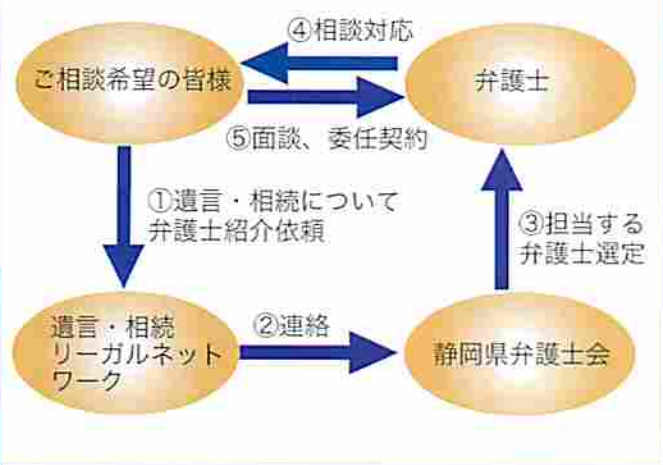 ④相談対応
ご相談希望の皆様
弁護士
⑤面談、委任契約
①遺言・相続について
弁護士紹介依頼
③担当する
弁護士選定
遺言・相続
リーガルネット
ワーク
②連絡
静岡県弁護士会